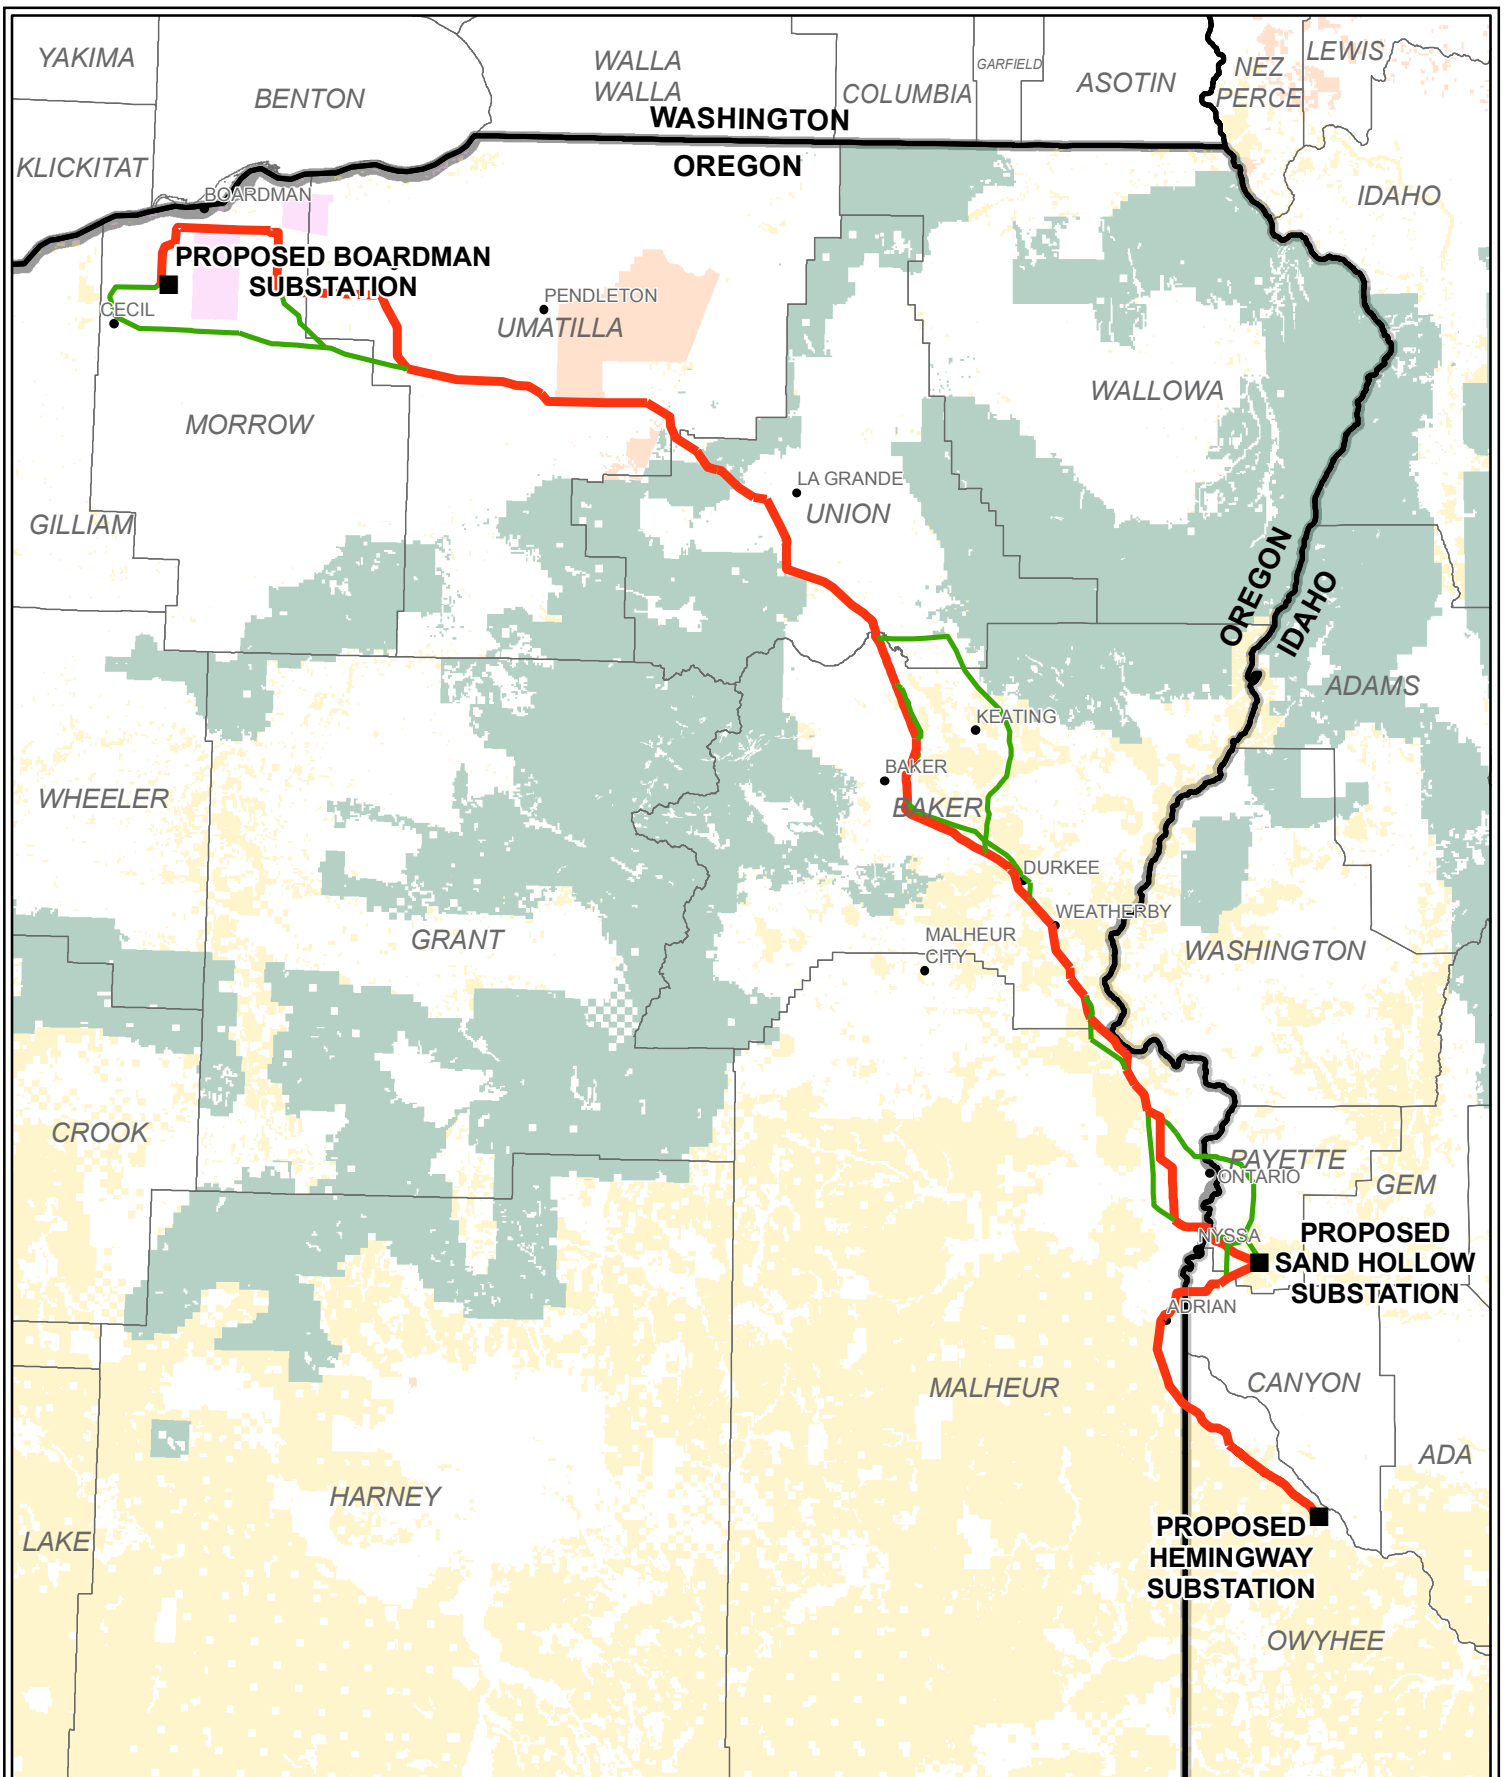 YAKIMA
BENTON
WALLA
WALLA
COLUMBIA
GARFIELD
ASOTIN
NEZ
PERCE
LEWIS
KLICKITAT
WASHINGTON
OREGON
IDAHO
BOARDMAN
PROPOSED BOARDMAN
SUBSTATION
CECIL
PENDLETON
UMATILLA
WALLOWA
MORROW
LA GRANDE
UNION
GILLIAM
OREGON
IDAHO
ADAMS
KEATING
BAKER
BAKER
WHEELER
DURKEE
WEATHERBY
MALHEUR
CITY
GRANT
WASHINGTON
CROOK
PAYETTE
ONTARIO
GEM
NYSSA
PROPOSED
SAND HOLLOW
SUBSTATION
ADRIAN
MALHEUR
CANYON
ADA
HARNEY
LAKE
PROPOSED
HEMINGWAY
SUBSTATION
OWYHEE